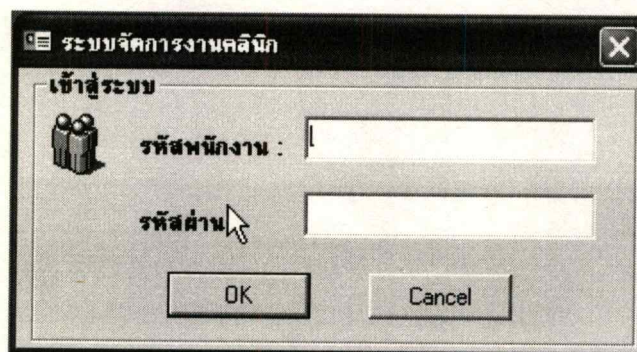 ระบบจัดการงานคลินิก
เข้าสู่ระบบ
รหัสพนักงาน :
รหัสผ่าน
OK Cancel